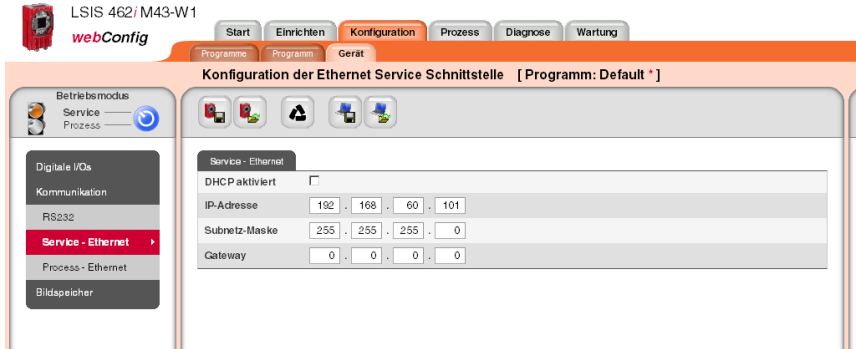 LSIS 462i M43-W1
webConfig
Start Einrichten Konfiguration Prozess Diagnose Wartung
Programme Programm Gerät
Konfiguration der Ethernet Service Schnittstelle [ Programm: Default * ]
Betriebsmodus
Service
Prozess
Digitale I/Os
Kommunikation
RS232
Service - Ethernet
Process - Ethernet
Bildspeicher
Service - Ethernet
DHCP aktiviert
IP-Adresse 192 . 168 . 60 . 101
Subnetz-Maske 255 . 255 . 255 . 0
Gateway 0 . 0 . 0 . 0